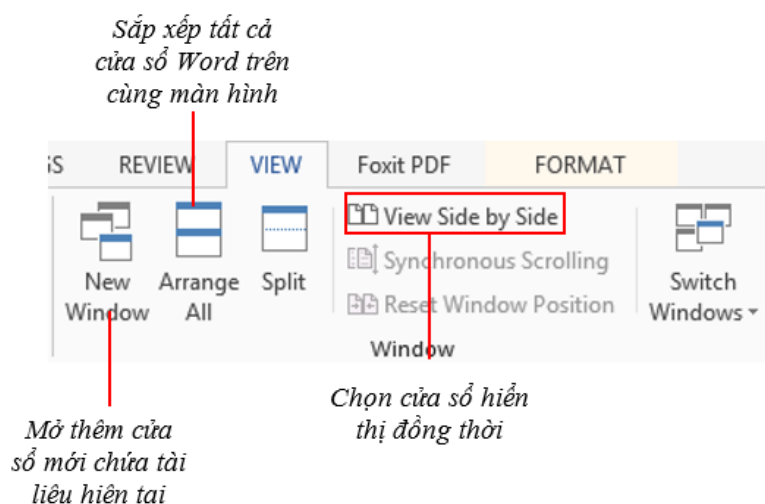 Sắp xếp tất cả
cửa sổ Word trên
cùng màn hình
GS REVIEW VIEW Foxit PDF FORMAT
View Side by Side
Synchronous Scrolling
New Arrange Split Switch
Window All Reset Window Position Windows
Window
Chọn cửa sổ hiển
thị đồng thời
Mở thêm cửa
sổ mới chứa tài
liệu hiện tại